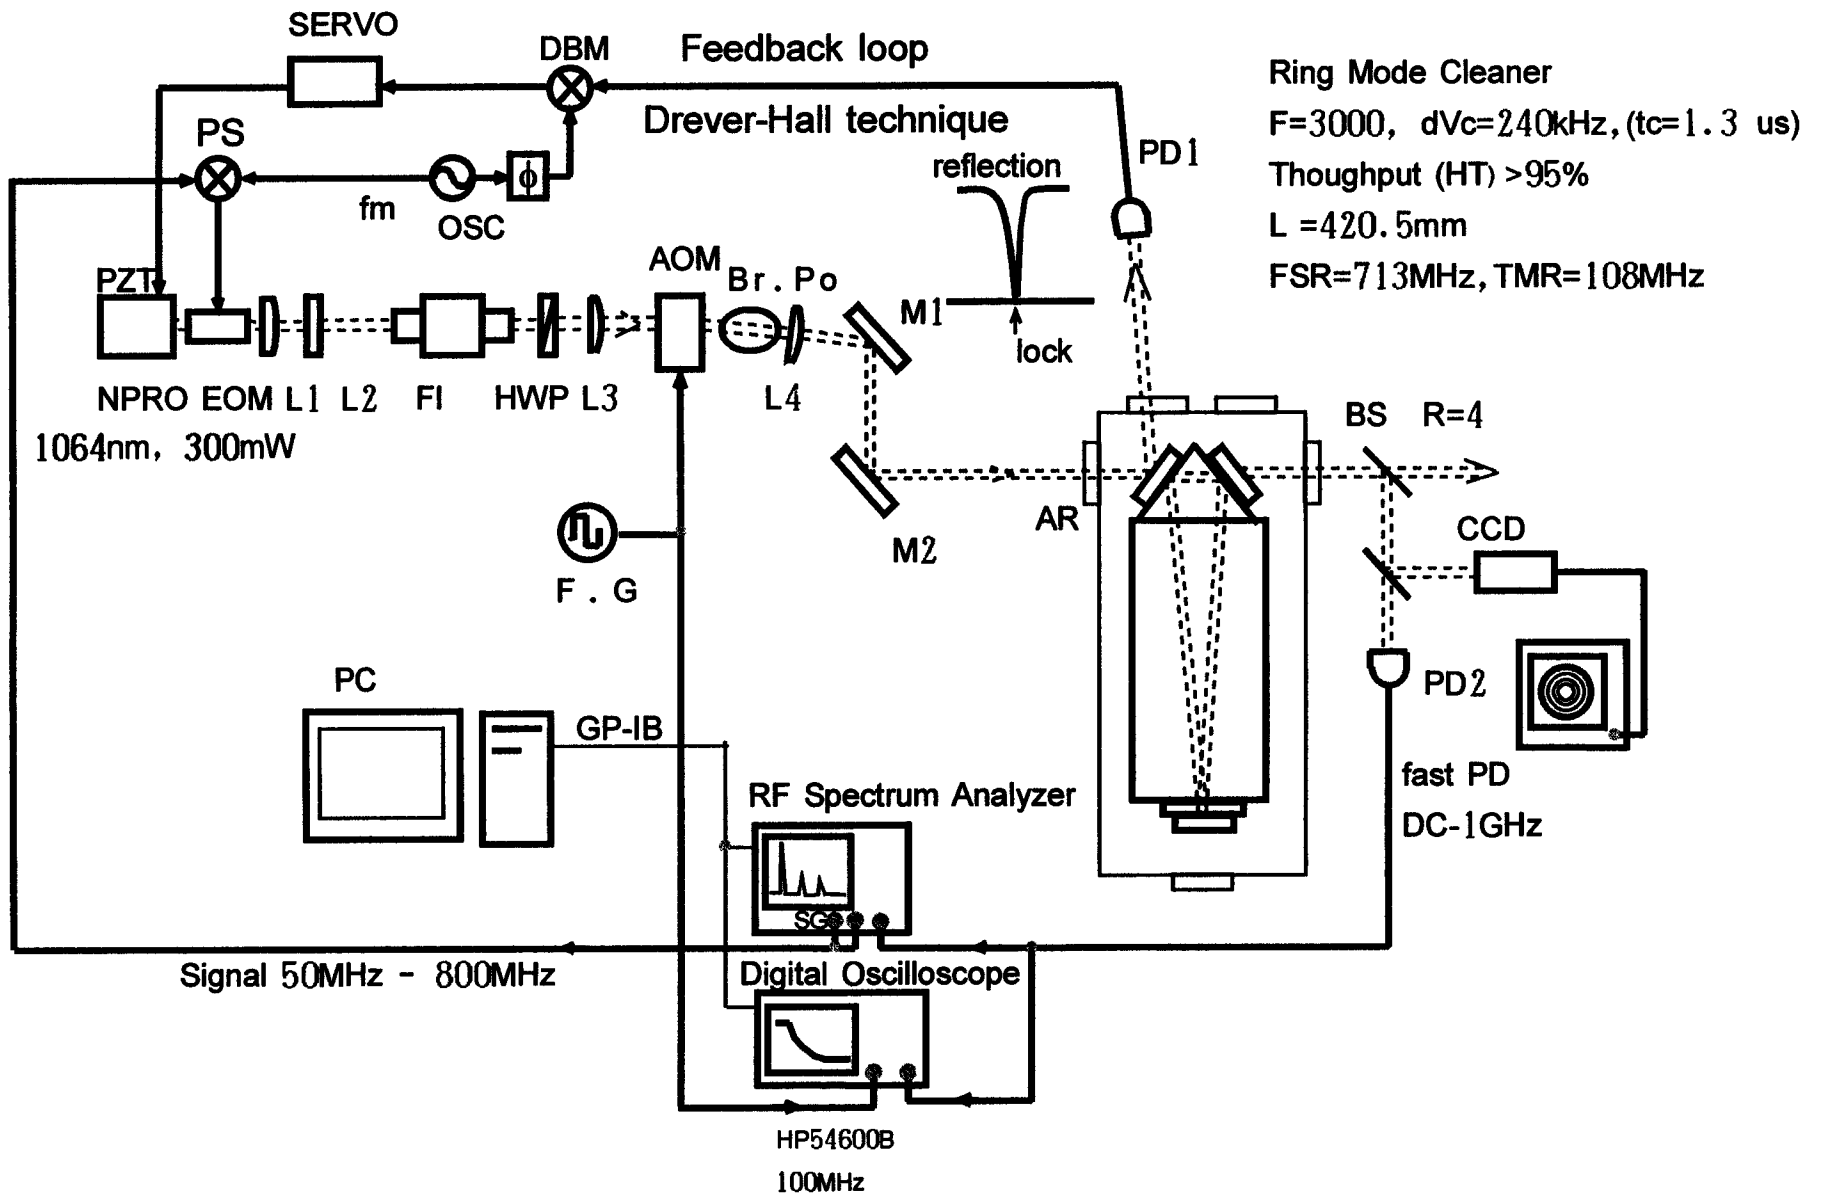 SERVO
DBM
Feedback loop
Drever-Hall technique
PS
fm
OSC
ϕ
reflection
lock
PD1
Ring Mode Cleaner
F=3000, dVc=240kHz,(tc=1.3 us)
Thoughput (HT) >95%
L =420.5mm
FSR=713MHz, TMR=108MHz
PZT
AOM
Br.Po
M1
NPRO EOM L1 L2 FI HWP L3 L4
1064nm, 300mW
BS R=4
AR
M2
CCD
F.G
PC
GP-IB
PD2
fast PD
DC-1GHz
RF Spectrum Analyzer
SG
Signal 50MHz - 800MHz
Digital Oscilloscope
HP54600B
100MHz